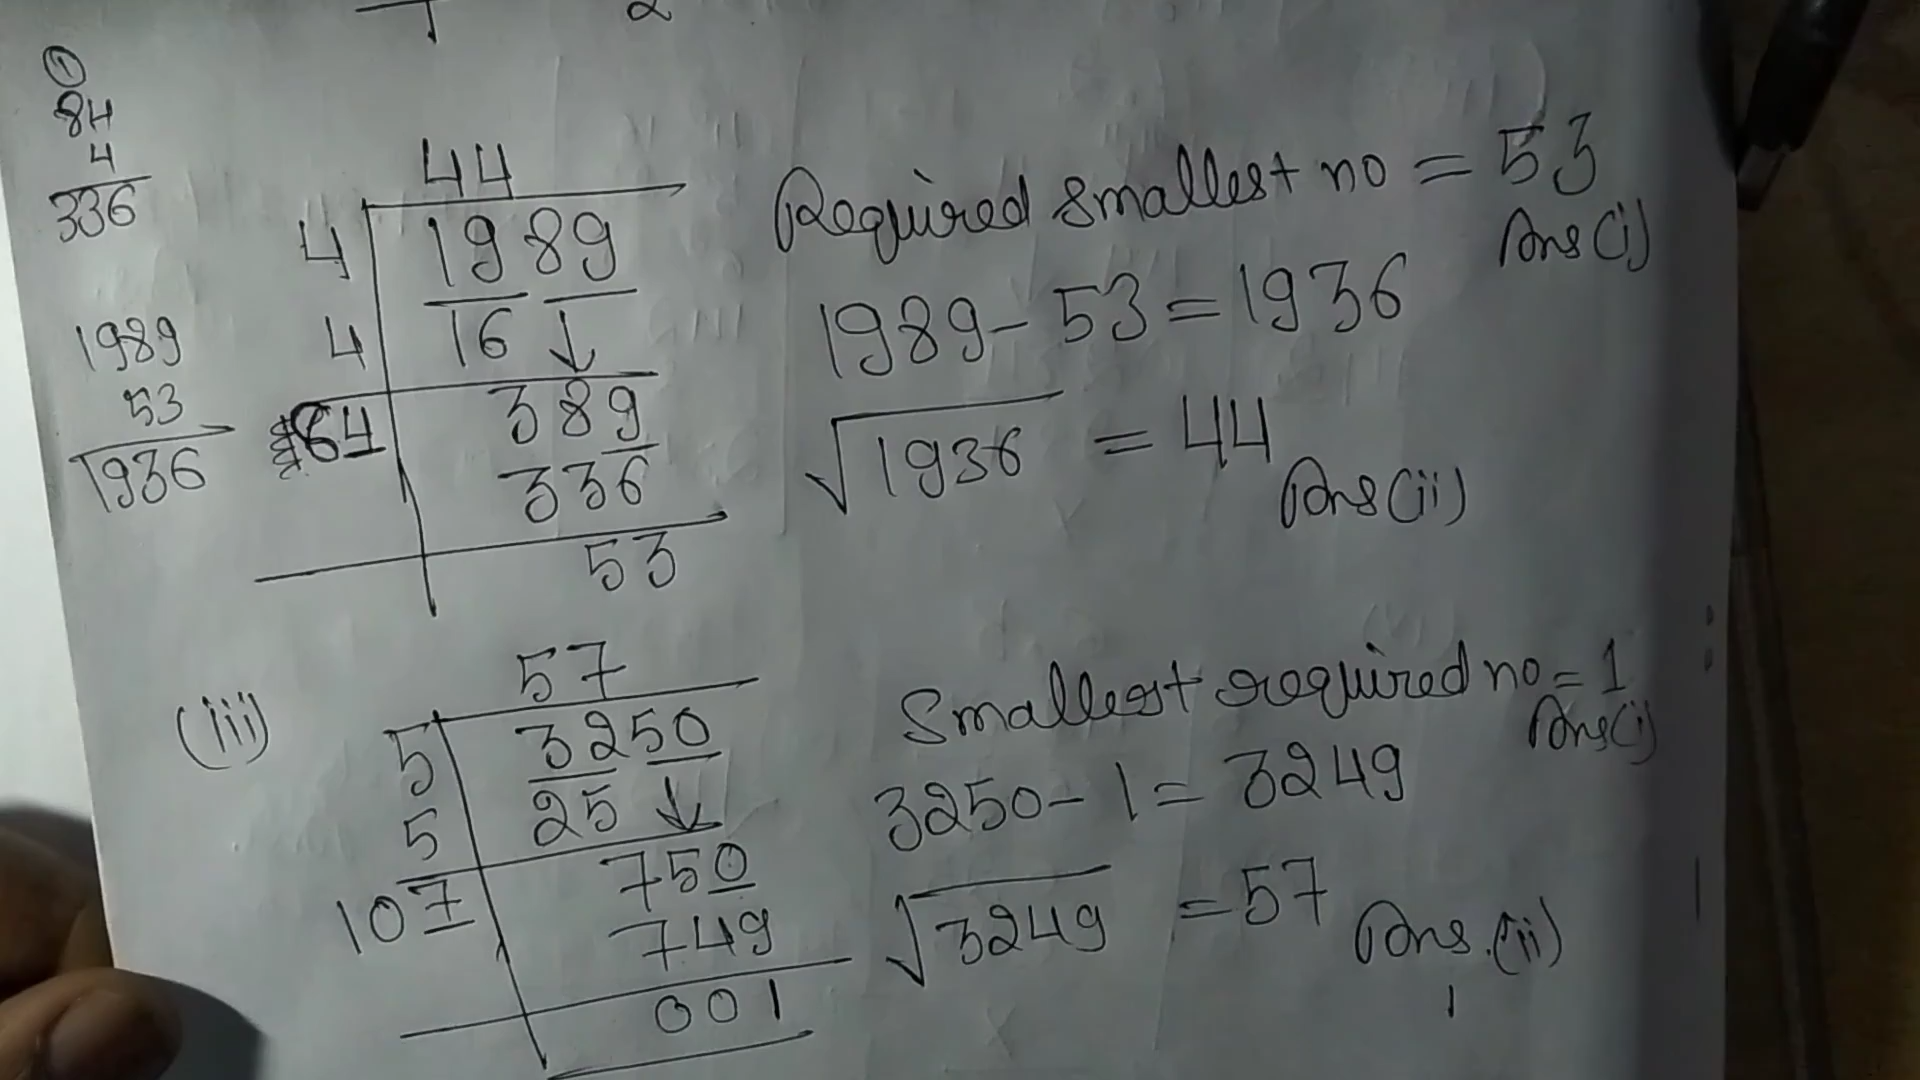 2
①
84
4
336
1989
53
1936
44
4 1989
4 16 ↓
84 389
336
53
Required smallest no = 53
Ans (i)
1989 - 53 = 1936
√1936 = 44
Ans (ii)
(iii)
57
5 3250
5 25 ↓
107 750
749
001
Smallest required no = 1
Ans (i)
3250 - 1 = 3249
√3249 = 57
Ans. (ii)